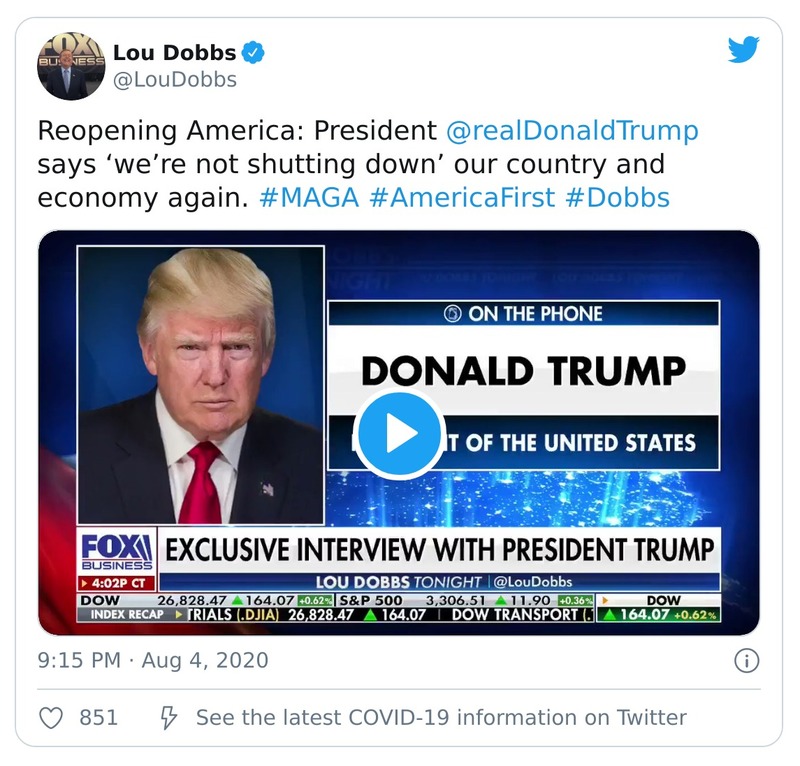 Lou Dobbs
@LouDobbs
Reopening America: President @realDonaldTrump
says ‘we’re not shutting down’ our country and
economy again. #MAGA #AmericaFirst #Dobbs
ON THE PHONE
DONALD TRUMP
T OF THE UNITED STATES
FOX
BUSINESS
EXCLUSIVE INTERVIEW WITH PRESIDENT TRUMP
4:02P CT
LOU DOBBS TONIGHT | @LouDobbs
DOW 26,828.47 ▲ 164.07 +0.62% S&P 500 3,306.51 ▲ 11.90 +0.36% DOW
INDEX RECAP TRIALS (.DJIA) 26,828.47 ▲ 164.07 | DOW TRANSPORT (. ▲ 164.07 +0.62%
9:15 PM · Aug 4, 2020
851 See the latest COVID-19 information on Twitter